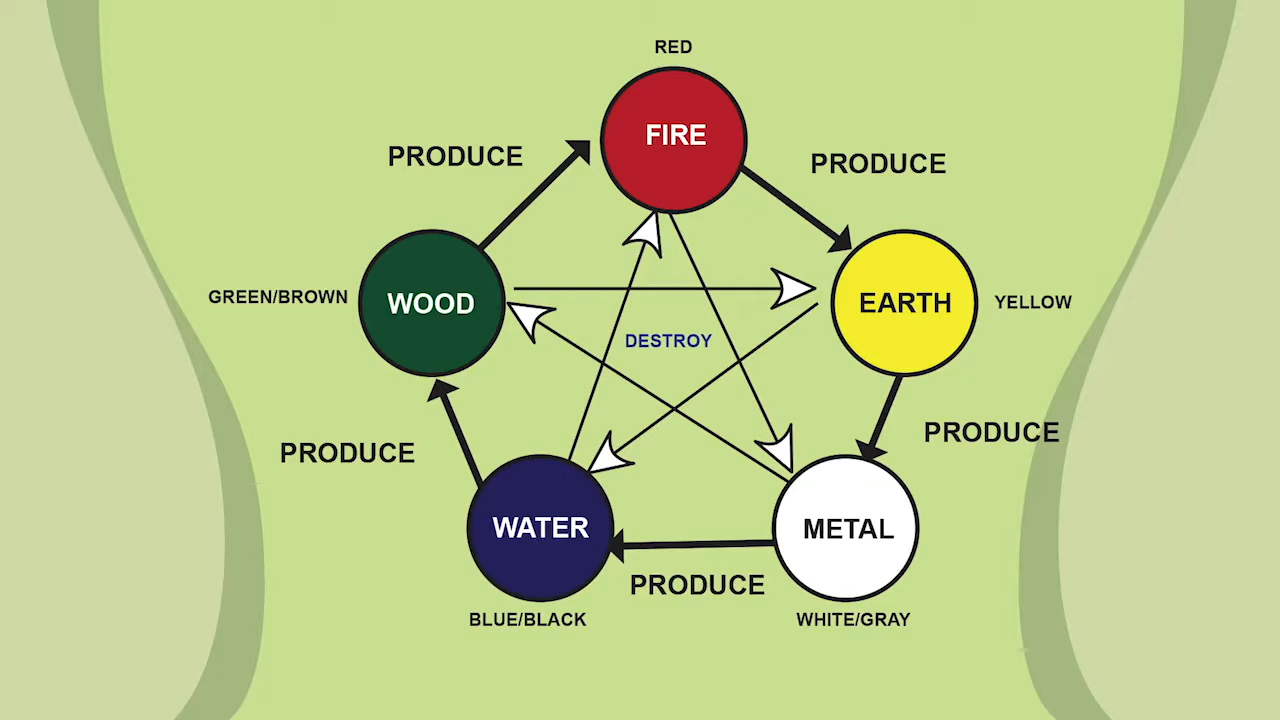 RED
FIRE
PRODUCE
PRODUCE
GREEN/BROWN
WOOD
EARTH
YELLOW
DESTROY
PRODUCE
PRODUCE
WATER
METAL
PRODUCE
BLUE/BLACK
WHITE/GRAY